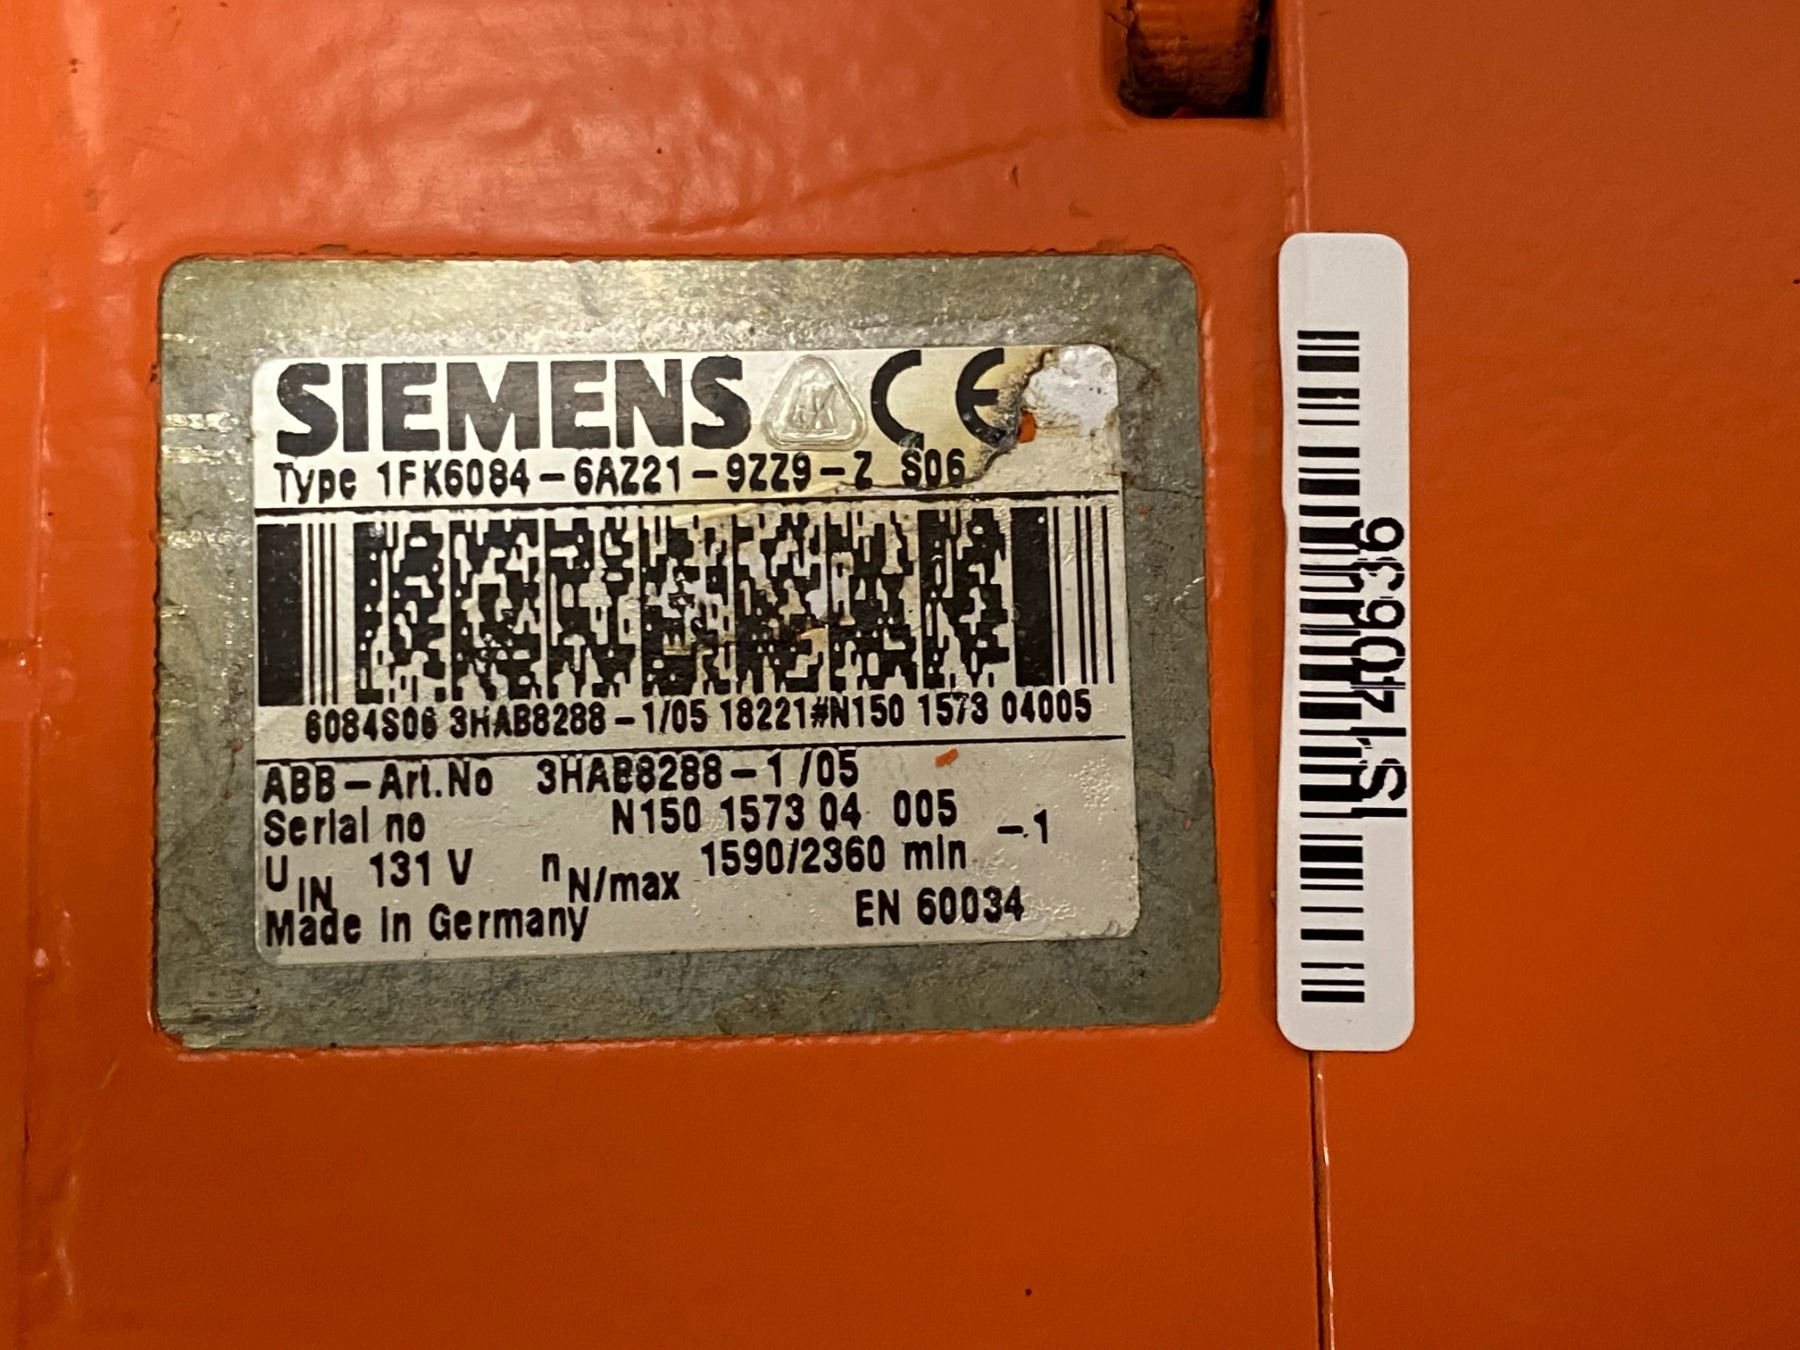 SIEMENS CE
Type 1FK6084-6AZ21-9ZZ9-Z S06
6084S06 3HAB8288-1/05 18221#N150 1573 04005
ABB-Art.No 3HAB8288-1/05
Serial no N150 1573 04 005
U IN 131 V n N/max 1590/2360 min -1
Made in Germany EN 60034